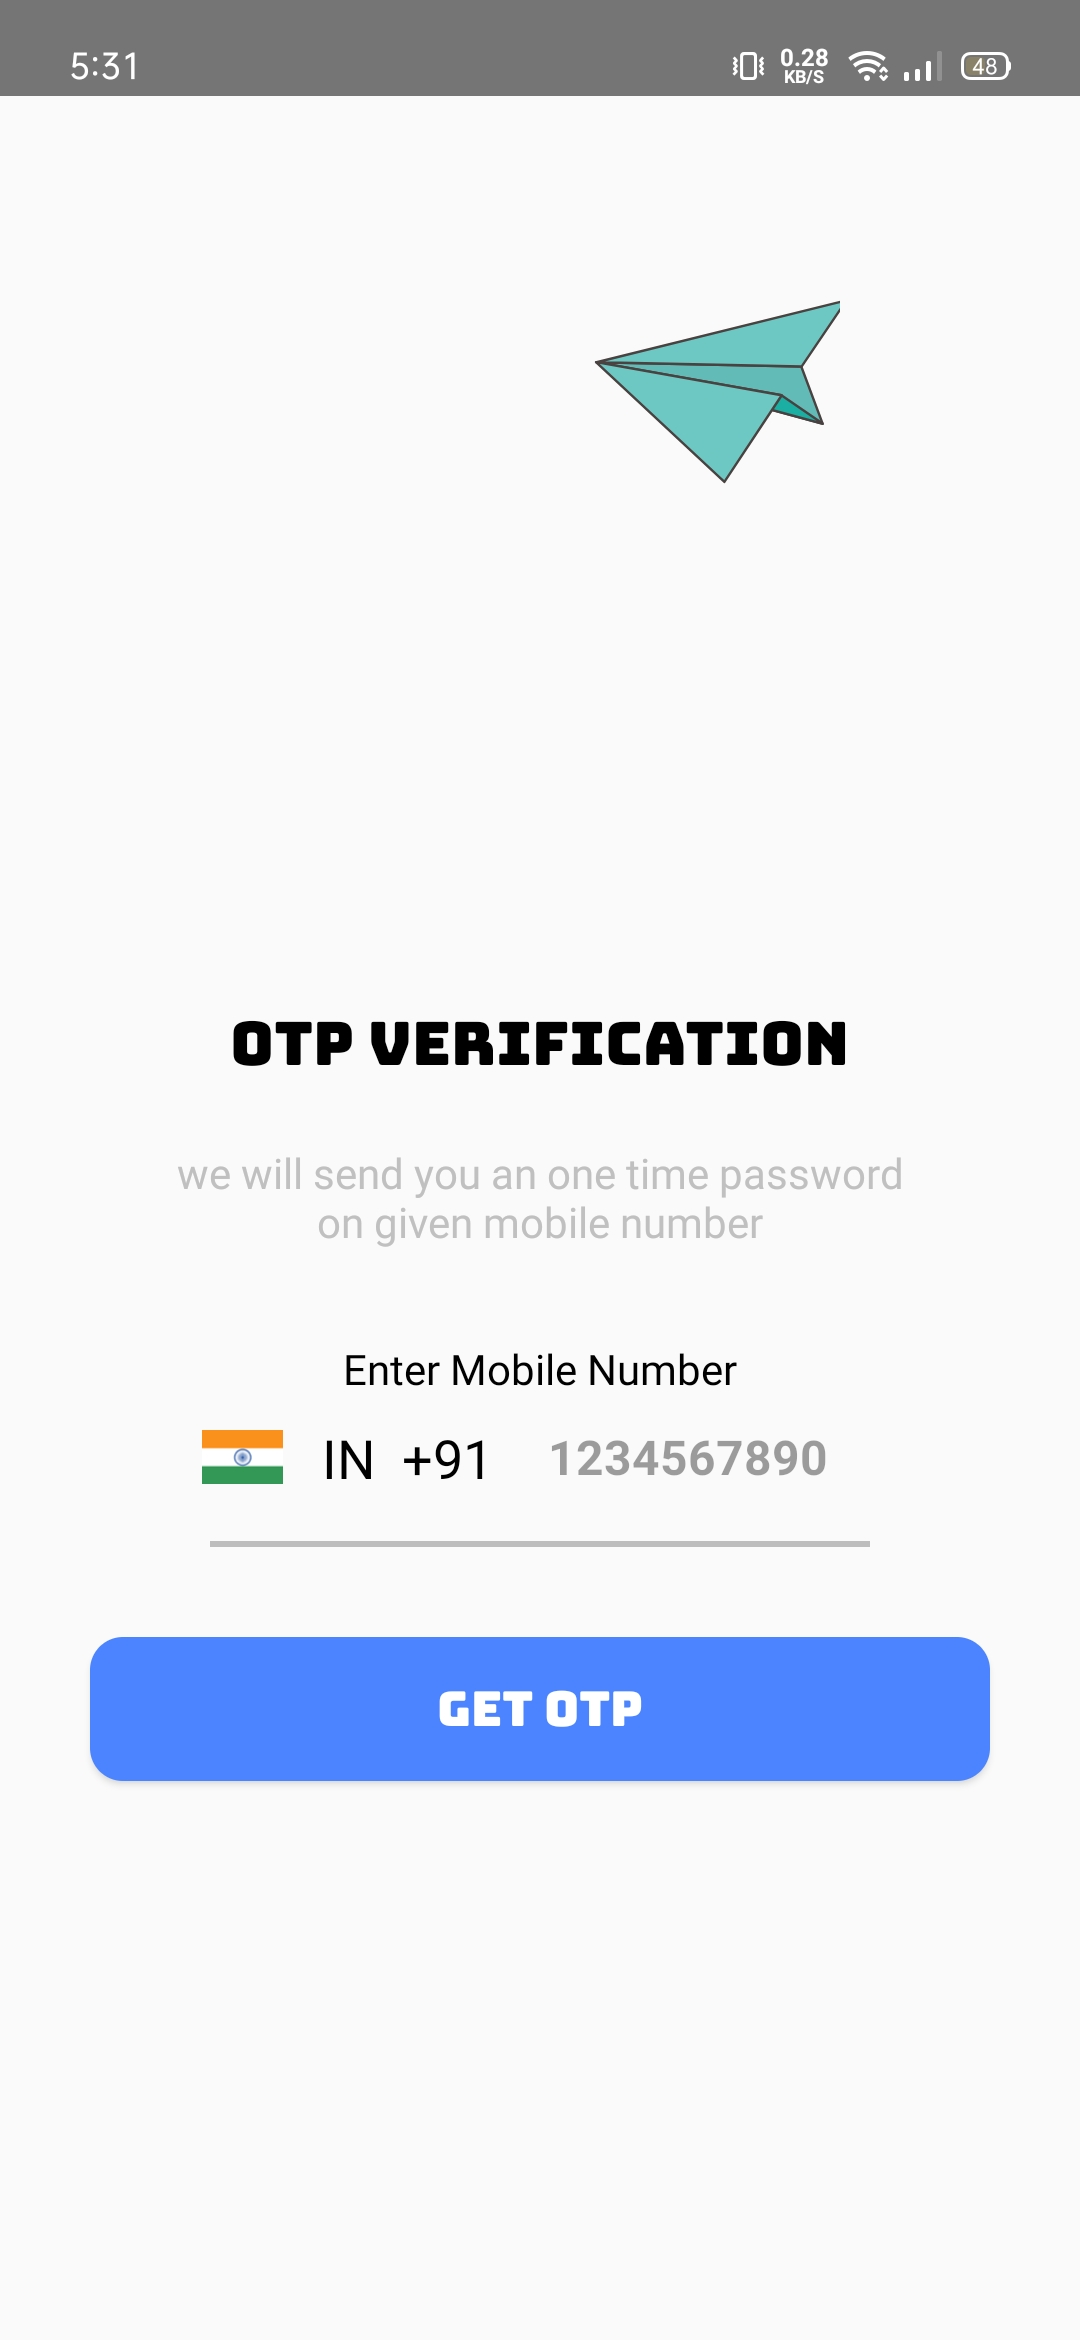 5:31
0.28
KB/S
48
OTP VERIFICATION
we will send you an one time password
on given mobile number
Enter Mobile Number
IN +91 1234567890
GET OTP